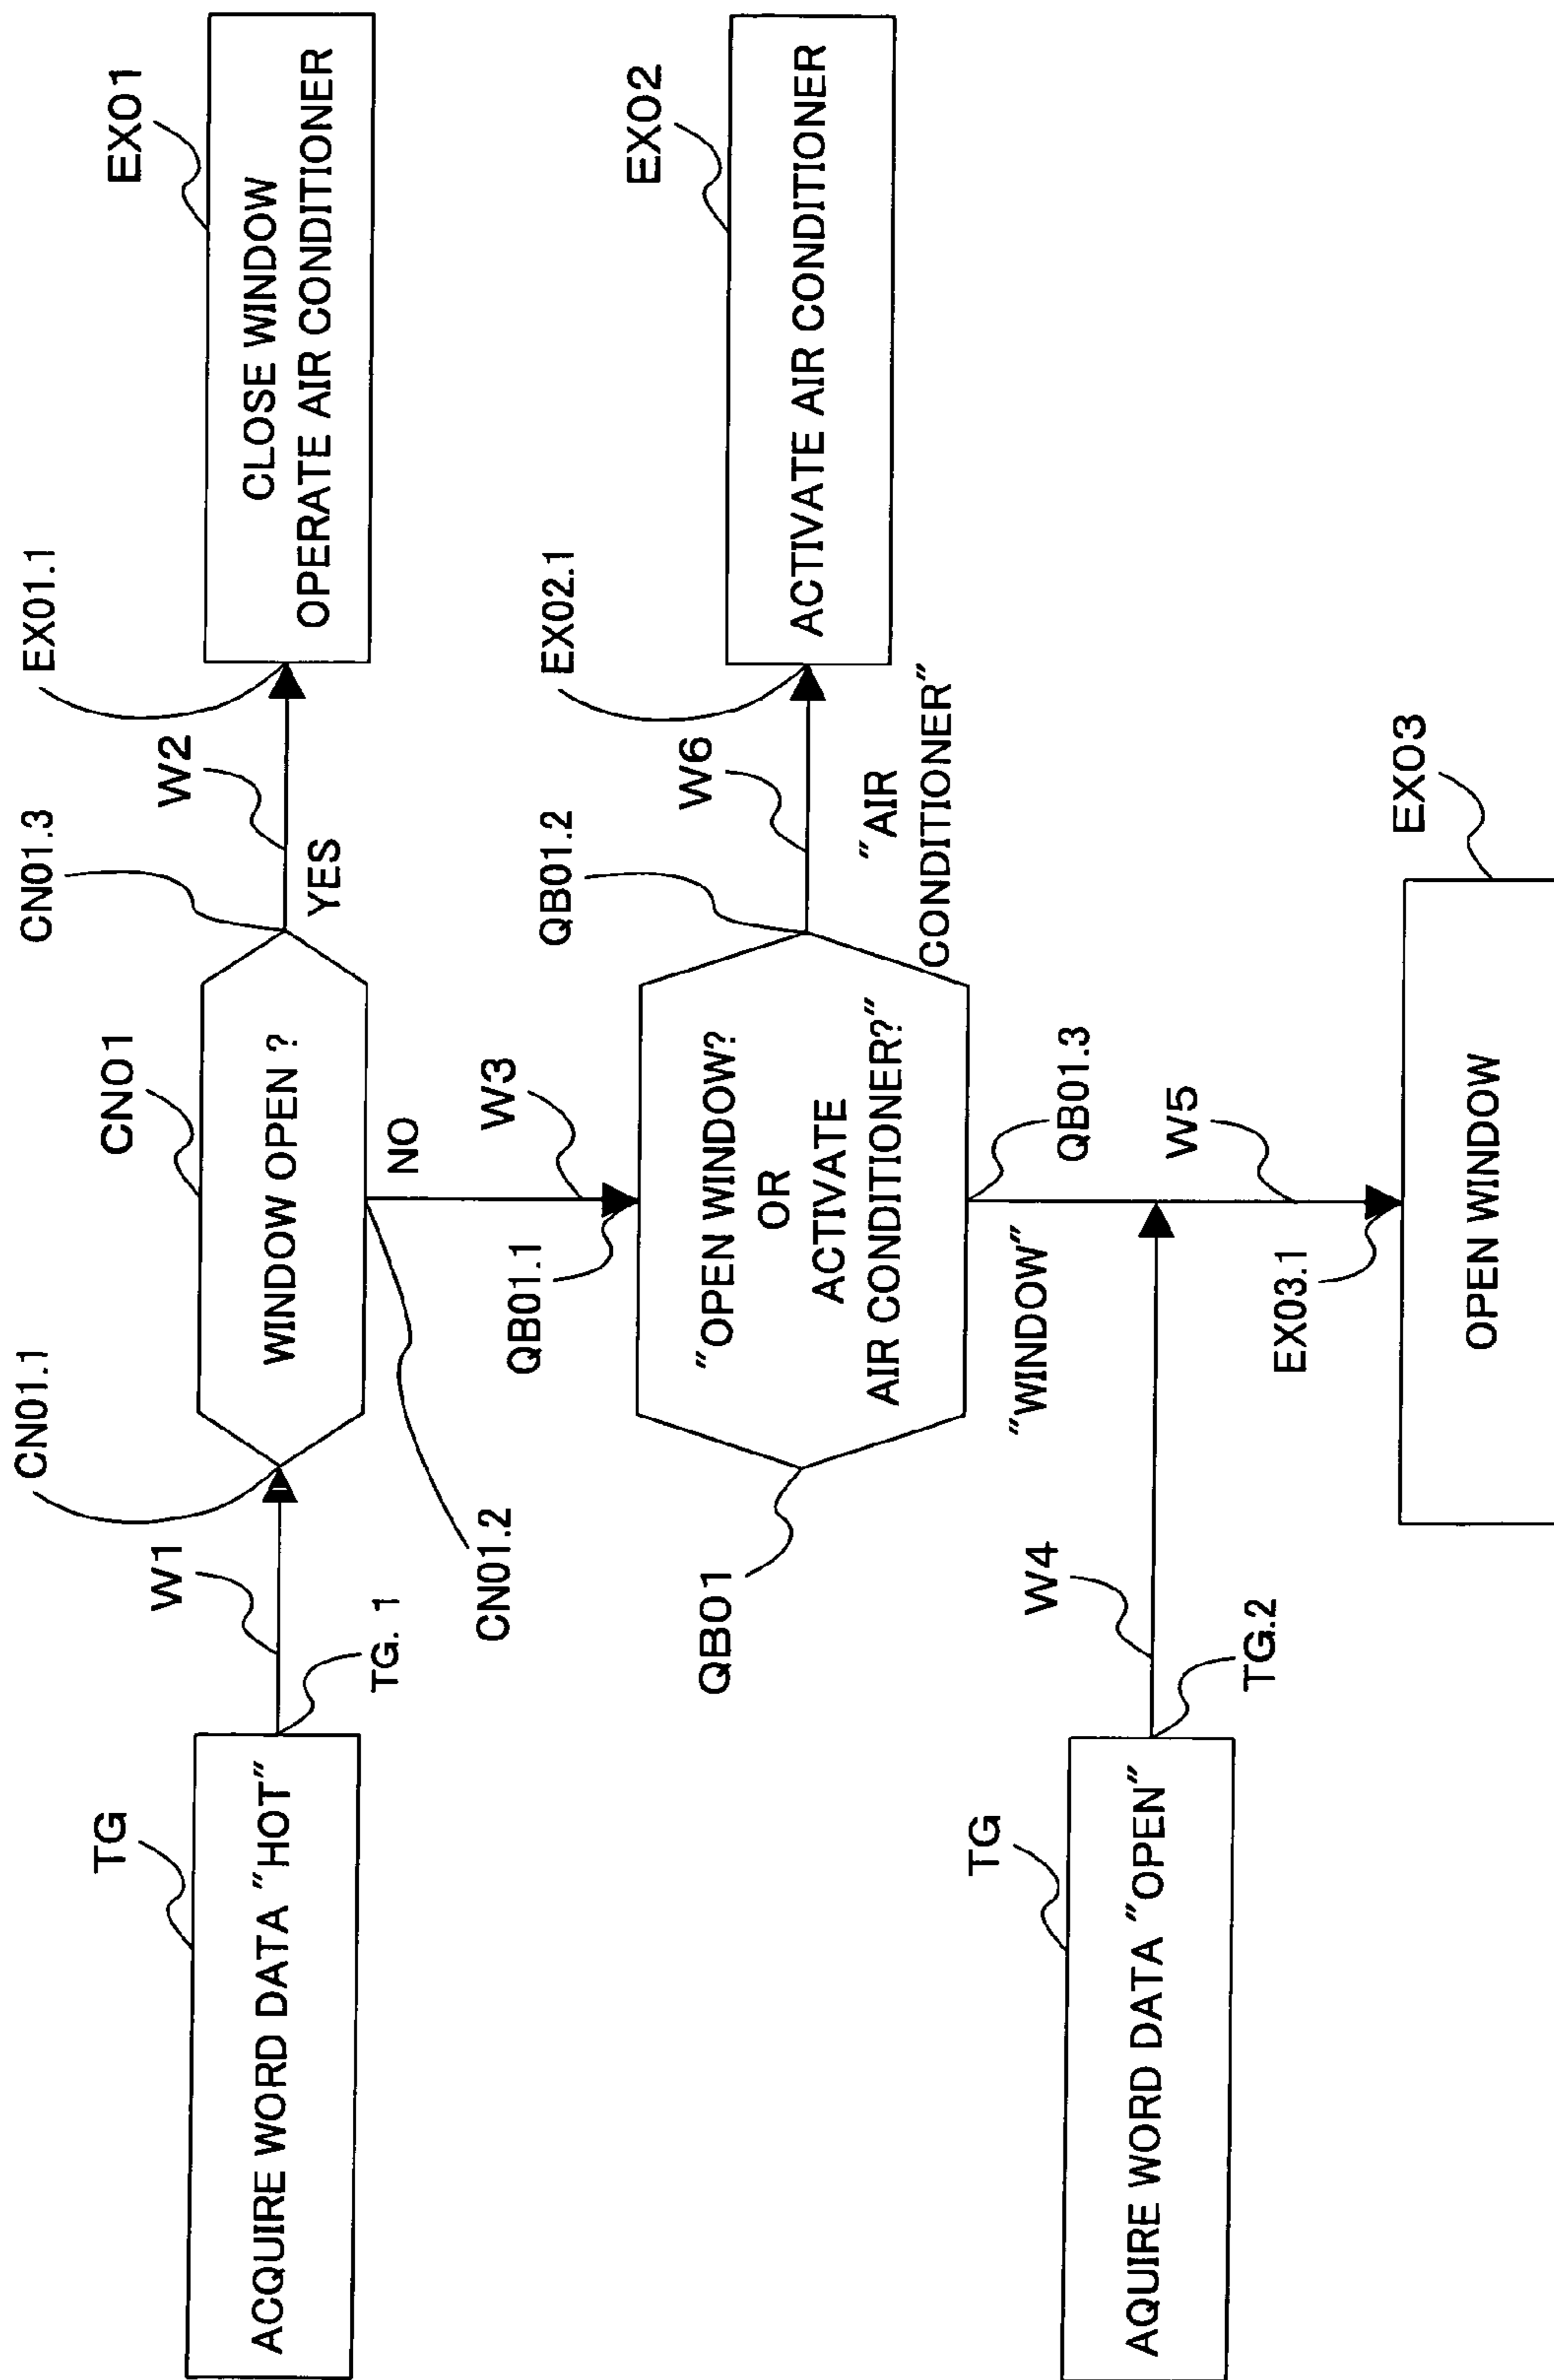 TG
ACQUIRE WORD DATA "HOT"
TG. 1
W1
CN01.1
CN01
WINDOW OPEN ?
CN01.2
CN01.3
YES
W2
EX01.1
EX01
CLOSE WINDOW
OPERATE AIR CONDITIONER
NO
W3
QB01.1
QB01
"OPEN WINDOW?
OR
ACTIVATE
AIR CONDITIONER?"
QB01.2
W6
"AIR
CONDITIONER"
EX02.1
EX02
ACTIVATE AIR CONDITIONER
QB01.3
"WINDOW"
TG
AQUIRE WORD DATA "OPEN"
TG.2
W4
W5
EX03.1
EX03
OPEN WINDOW